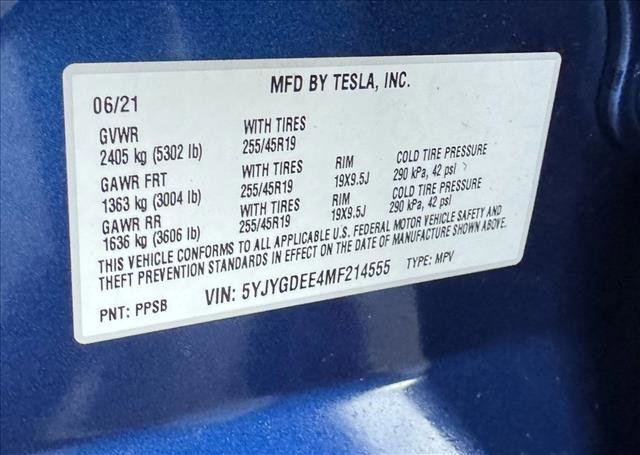 MFD BY TESLA, INC.
06/21
GVWR WITH TIRES
2405 kg (5302 lb) 255/45R19
GAWR FRT WITH TIRES RIM COLD TIRE PRESSURE
1363 kg (3004 lb) 255/45R19 19X9.5J 290 kPa, 42 psi
GAWR RR WITH TIRES RIM COLD TIRE PRESSURE
1636 kg (3606 lb) 255/45R19 19X9.5J 290 kPa, 42 psi
THIS VEHICLE CONFORMS TO ALL APPLICABLE U.S. FEDERAL MOTOR VEHICLE SAFETY AND
THEFT PREVENTION STANDARDS IN EFFECT ON THE DATE OF MANUFACTURE SHOWN ABOVE.
PNT: PPSB VIN: 5YJYGDEE4MF214555 TYPE: MPV